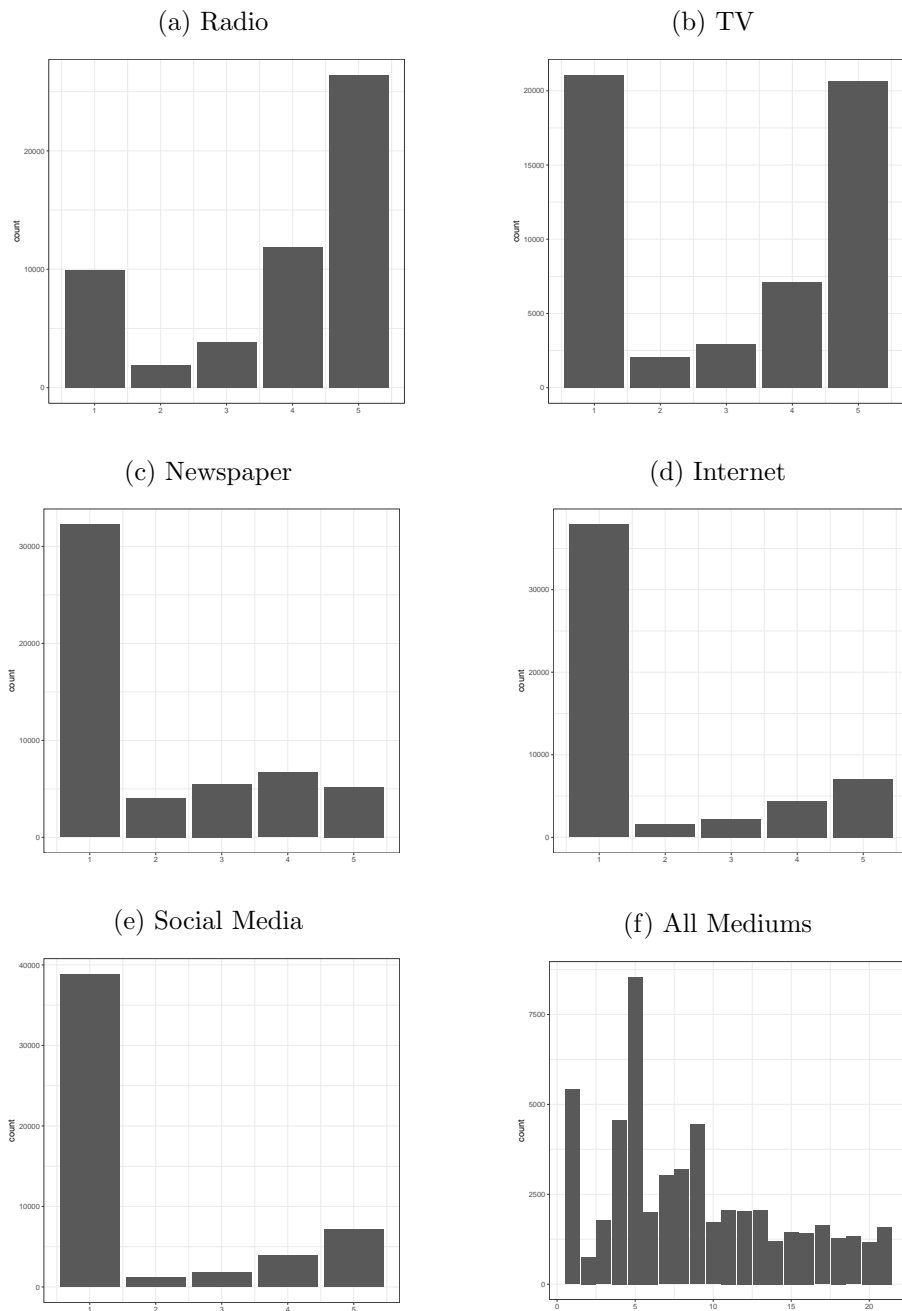 (a) Radio
(b) TV
count
20000
10000
0
1 2 3 4 5
count
20000
15000
10000
5000
0
1 2 3 4 5
(c) Newspaper
(d) Internet
count
30000
20000
10000
0
1 2 3 4 5
count
30000
20000
10000
0
1 2 3 4 5
(e) Social Media
(f) All Mediums
count
40000
30000
20000
10000
0
1 2 3 4 5
count
7500
5000
2500
0
0 5 10 15 20